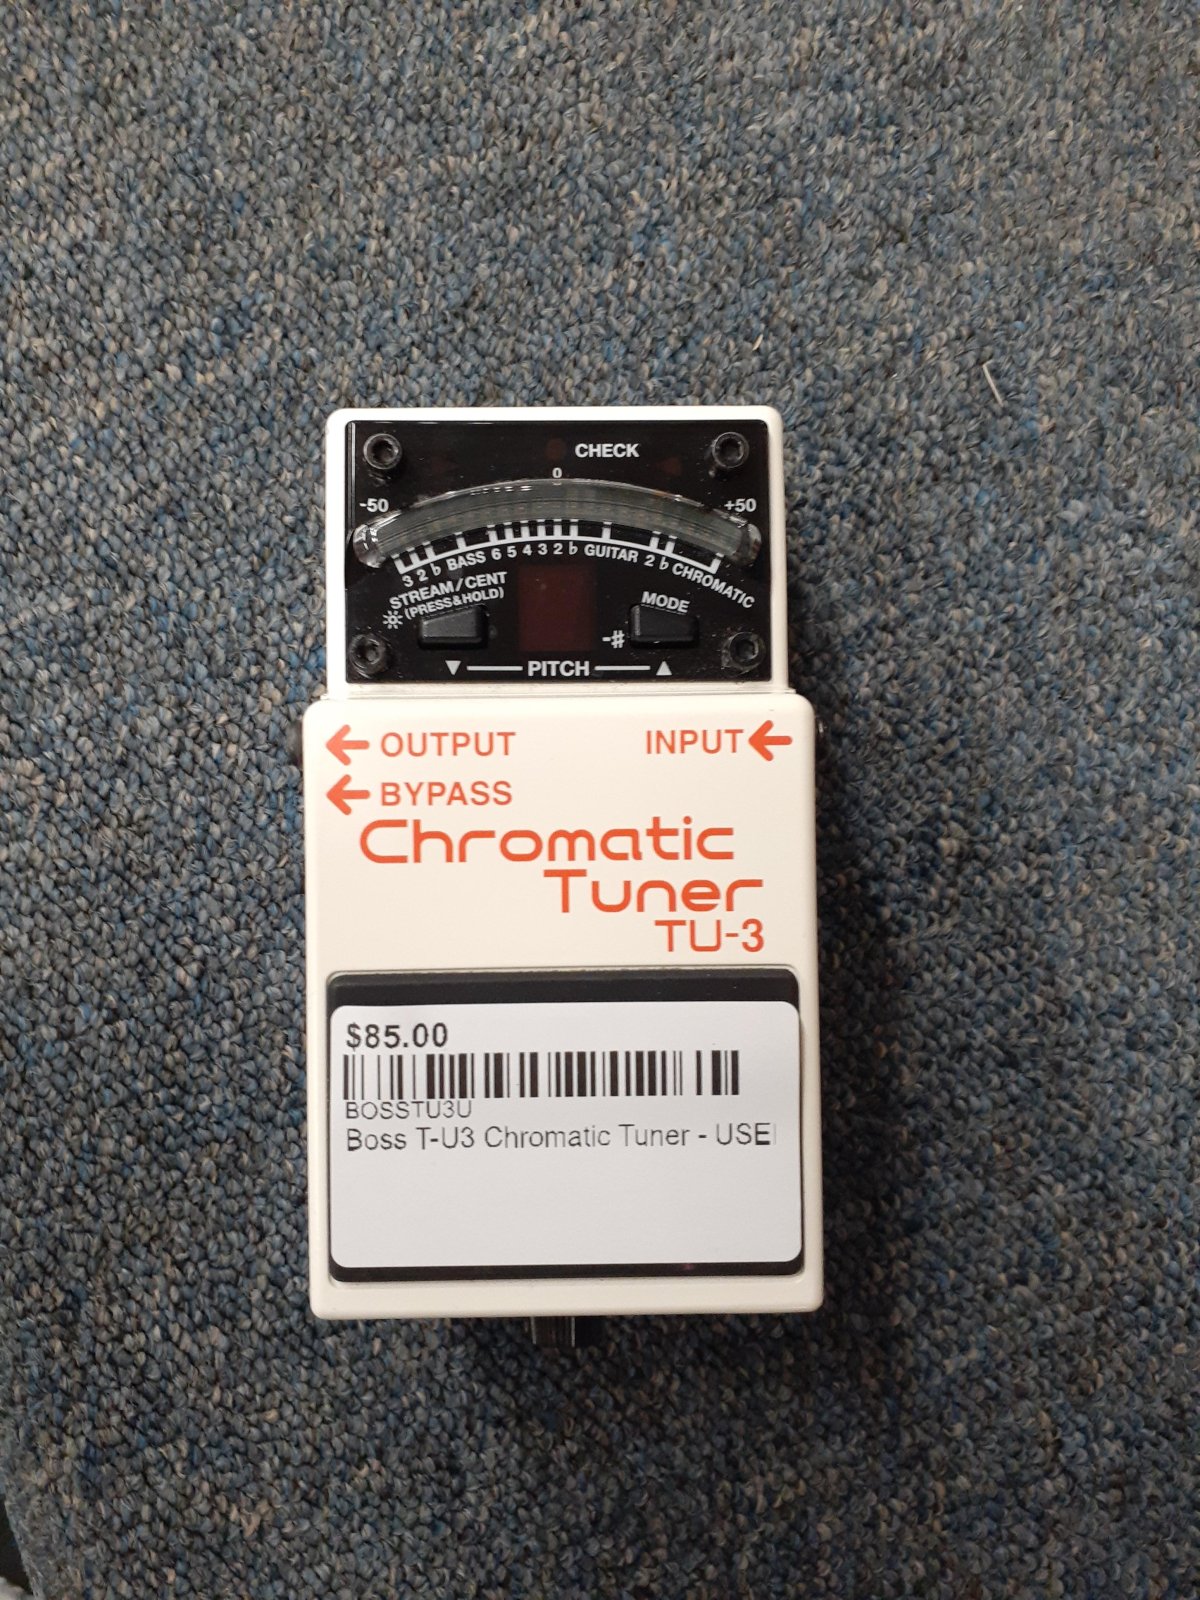 CHECK
0
-50 +50
3 2 ♭ BASS 6 5 4 3 2 ♭ GUITAR 2 ♭ CHROMATIC
STREAM/CENT
(PRESS&HOLD)
MODE
-#
▼ PITCH ▲
← OUTPUT INPUT ←
← BYPASS
Chromatic
Tuner
TU-3
$85.00
BOSSTU3U
Boss T-U3 Chromatic Tuner - USE